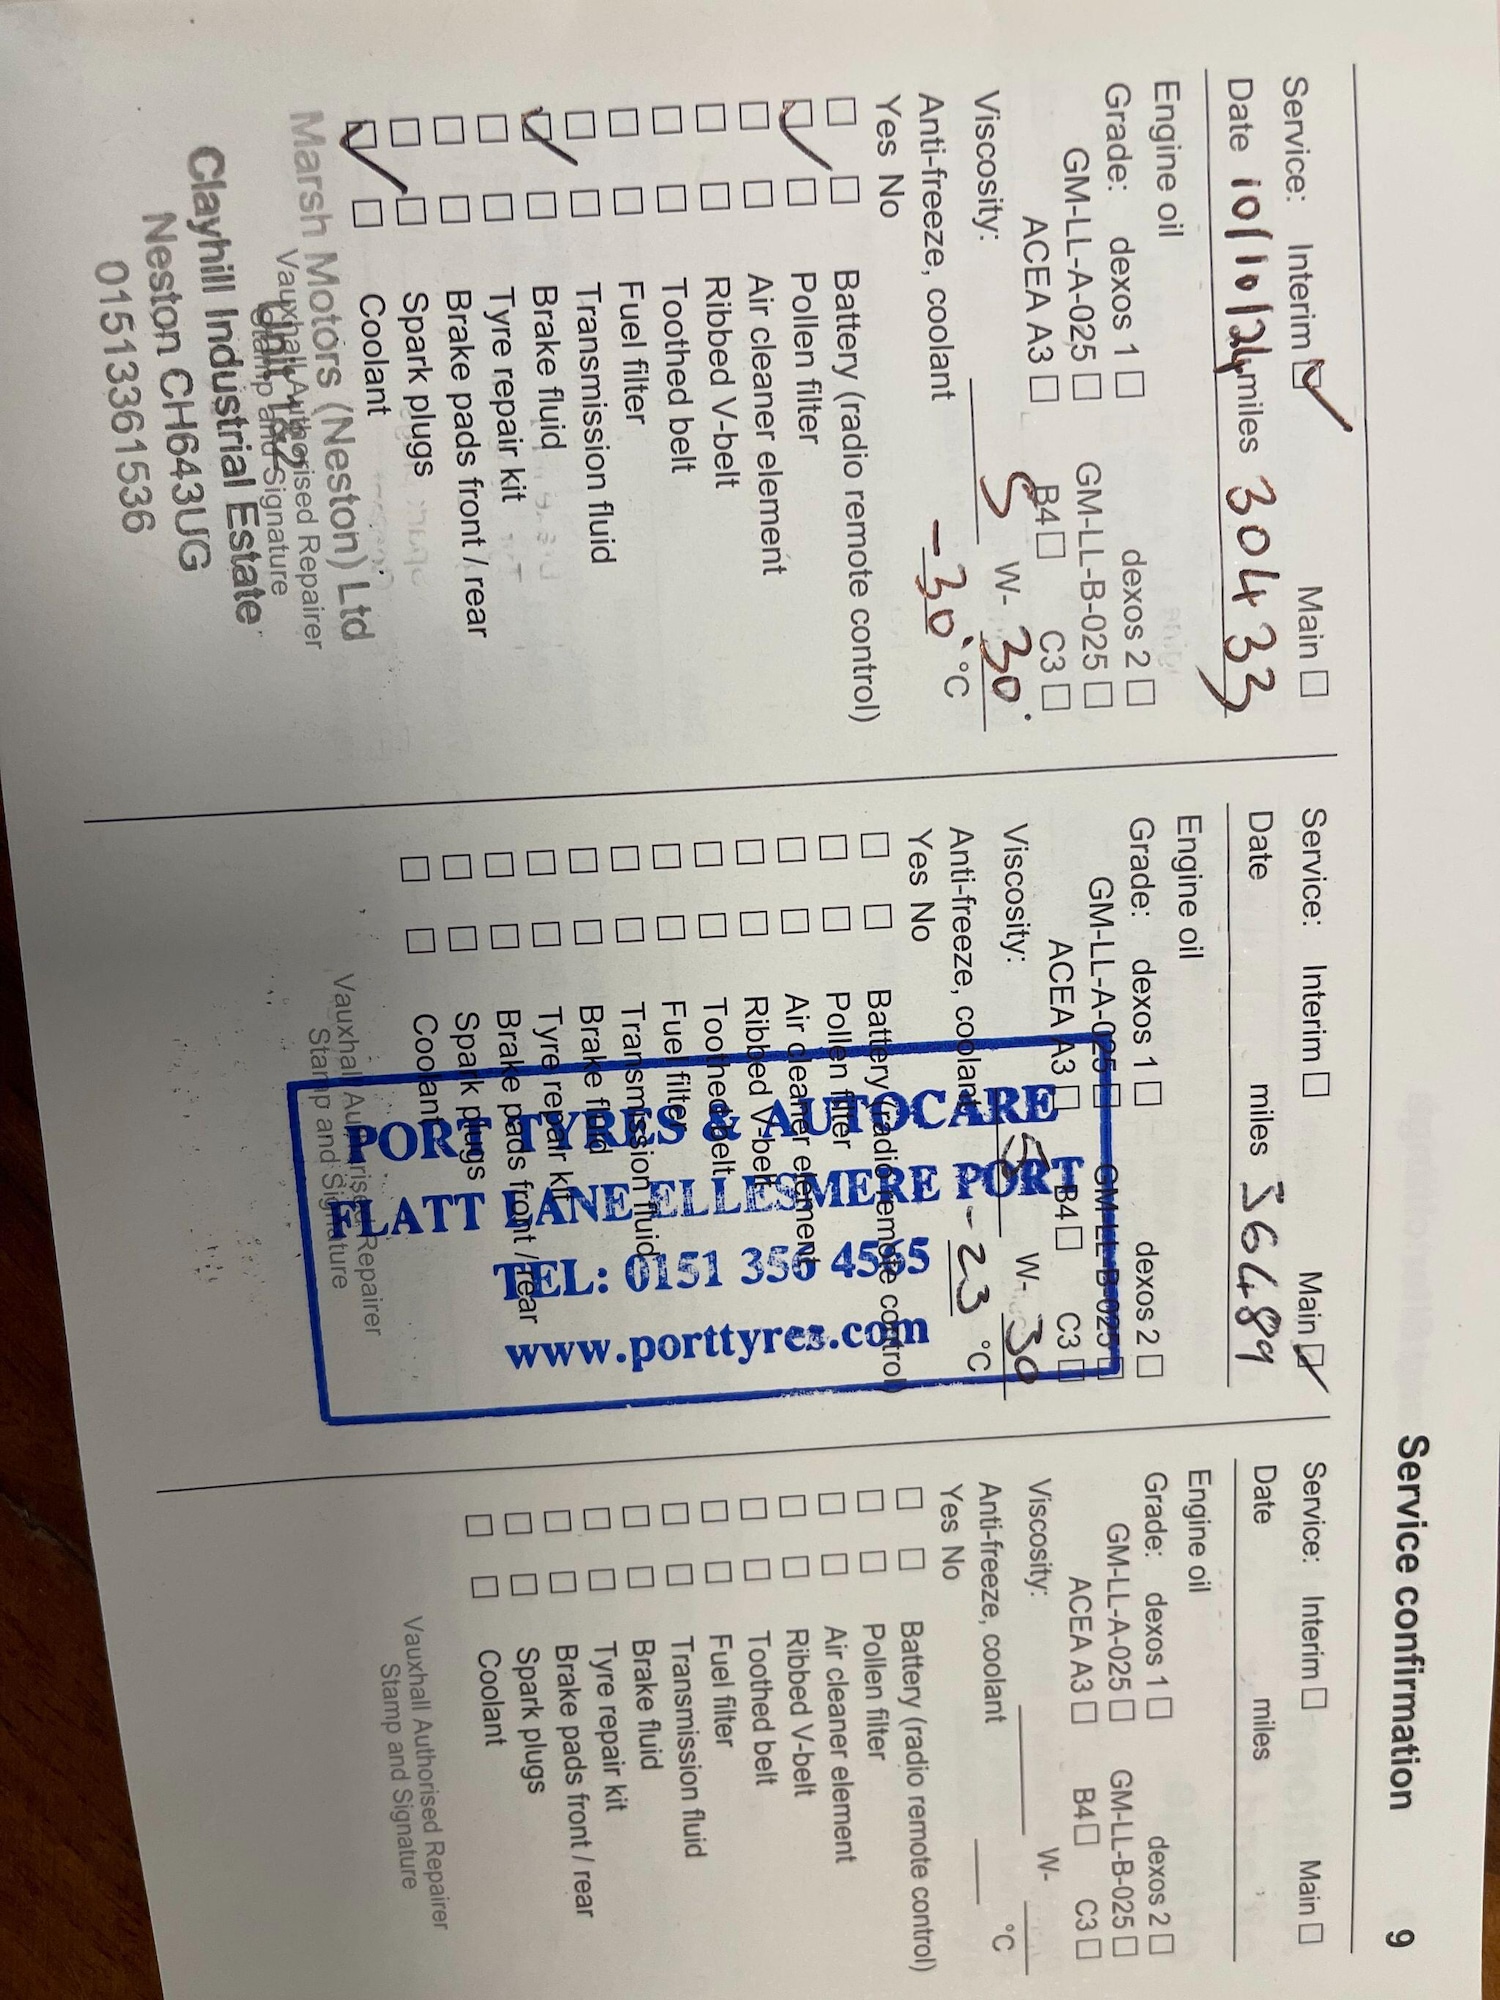 Service confirmation 9
Service: Interim ☑ Main ☐
Date 10/10/24 miles 30433
Engine oil
Grade: dexos 1 ☐ dexos 2 ☐
GM-LL-A-025 ☐ GM-LL-B-025 ☐
ACEA A3 ☐ B4 ☐ C3 ☐
Viscosity: 5 W- 30
Anti-freeze, coolant -30 °C
Yes No
☐ ☐ Battery (radio remote control)
☑ ☐ Pollen filter
☐ ☐ Air cleaner element
☐ ☐ Ribbed V-belt
☐ ☐ Toothed belt
☐ ☐ Fuel filter
☐ ☐ Transmission fluid
☑ ☐ Brake fluid
☐ ☐ Tyre repair kit
☐ ☐ Brake pads front / rear
☐ ☐ Spark plugs
☑ ☐ Coolant
Marsh Motors (Neston) Ltd
Vauxhall Authorised Repairer
Unit 1&2
Stamp and Signature
Clayhill Industrial Estate
Neston CH643UG
01513361536
Service: Interim ☐ Main ☑
Date miles 36489
Engine oil
Grade: dexos 1 ☐ dexos 2 ☐
GM-LL-A-025 ☐ GM-LL-B-025 ☐
ACEA A3 ☐ B4 ☐ C3 ☐
Viscosity: 5 W- 30
Anti-freeze, coolant -23 °C
Yes No
☐ ☐ Battery (radio remote control)
☐ ☐ Pollen filter
☐ ☐ Air cleaner element
☐ ☐ Ribbed V-belt
☐ ☐ Toothed belt
☐ ☐ Fuel filter
☐ ☐ Transmission fluid
☐ ☐ Brake fluid
☐ ☐ Tyre repair kit
☐ ☐ Brake pads front / rear
☐ ☐ Spark plugs
☐ ☐ Coolant
Vauxhall Authorised Repairer
Stamp and Signature
PORT TYRES & AUTOCARE
FLATT LANE ELLESMERE PORT
TEL: 0151 356 4565
www.porttyres.com
Service: Interim ☐ Main ☐
Date miles
Engine oil
Grade: dexos 1 ☐ dexos 2 ☐
GM-LL-A-025 ☐ GM-LL-B-025 ☐
ACEA A3 ☐ B4 ☐ C3 ☐
Viscosity: W-
Anti-freeze, coolant °C
Yes No
☐ ☐ Battery (radio remote control)
☐ ☐ Pollen filter
☐ ☐ Air cleaner element
☐ ☐ Ribbed V-belt
☐ ☐ Toothed belt
☐ ☐ Fuel filter
☐ ☐ Transmission fluid
☐ ☐ Brake fluid
☐ ☐ Tyre repair kit
☐ ☐ Brake pads front / rear
☐ ☐ Spark plugs
☐ ☐ Coolant
Vauxhall Authorised Repairer
Stamp and Signature